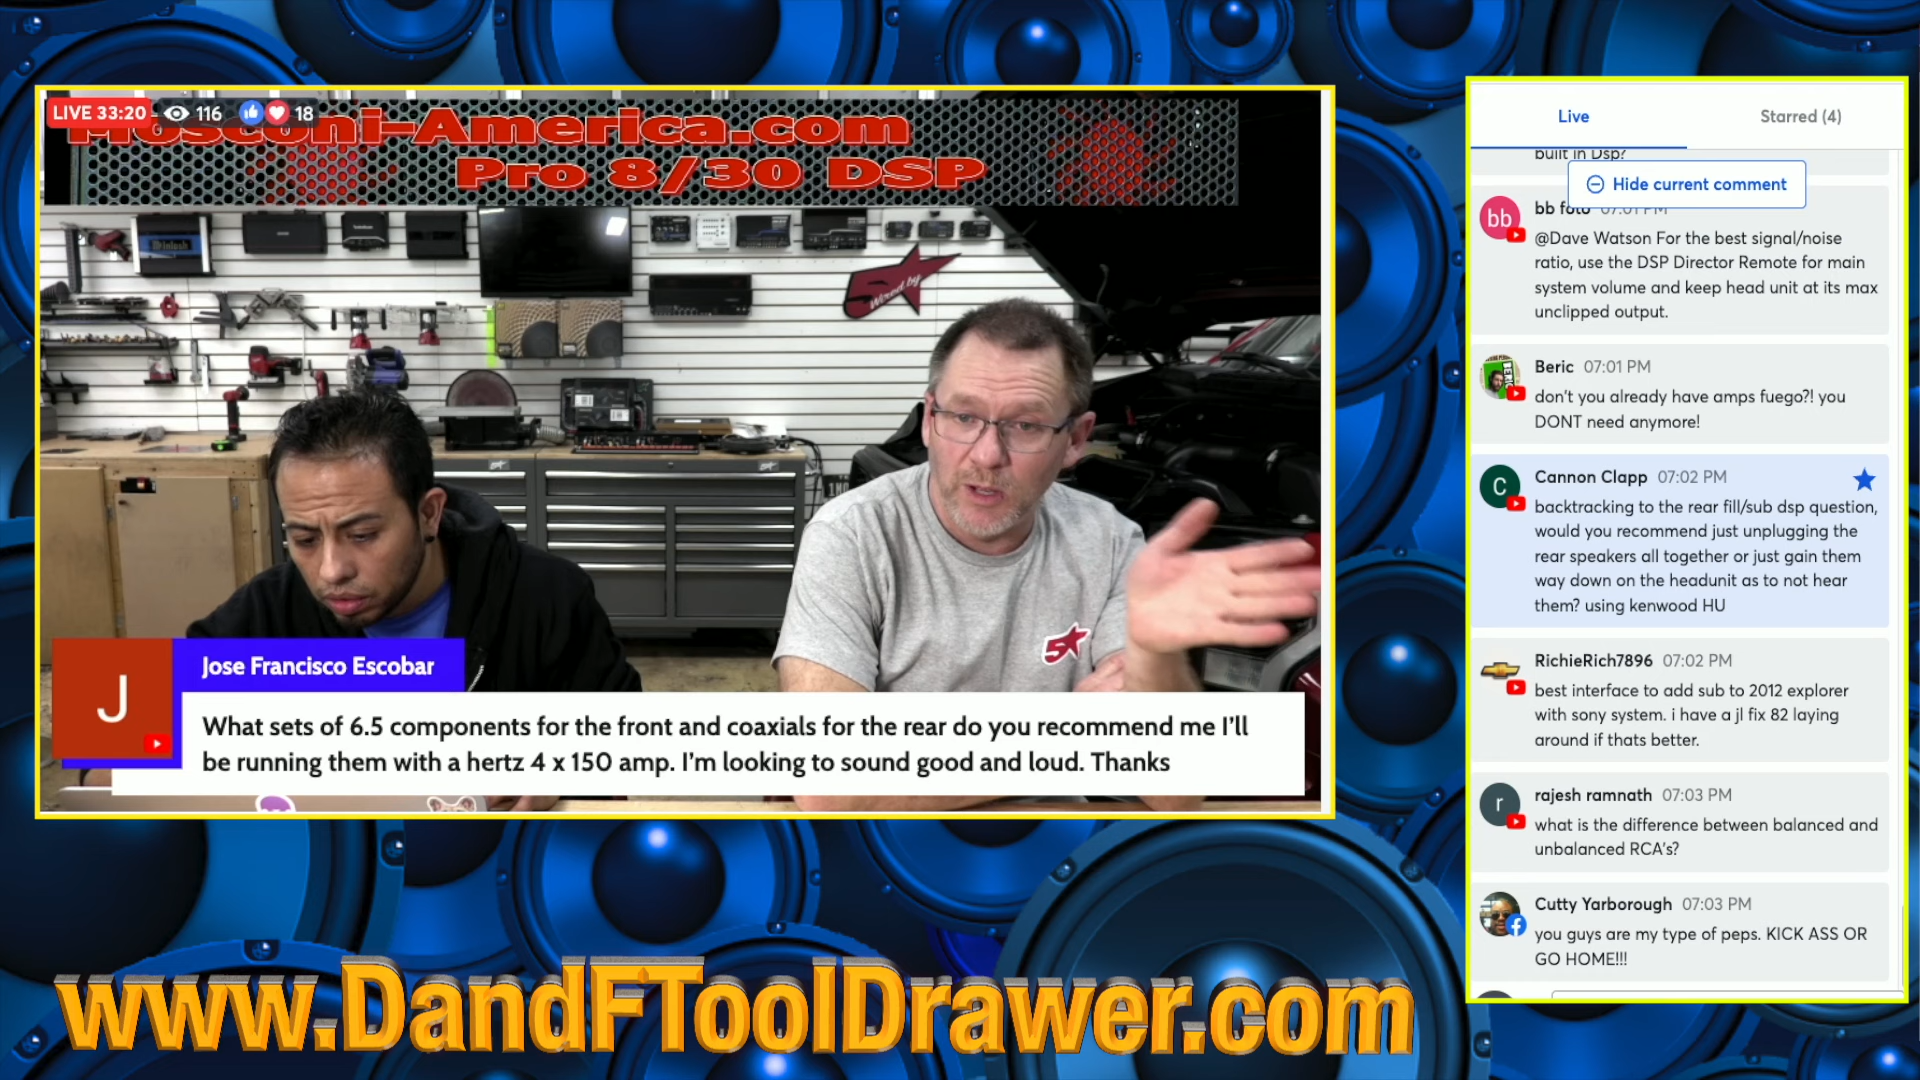 LIVE 33:20
116
18
Mosconi-America.com
Pro 8/30 DSP
Wired by
J
Jose Francisco Escobar
What sets of 6.5 components for the front and coaxials for the rear do you recommend me I'll
be running them with a hertz 4 x 150 amp. I'm looking to sound good and loud. Thanks
www.DandFToolDrawer.com
Live
Starred (4)
built in Dsp?
Hide current comment
bb
bb foto 07:01 PM
@Dave Watson For the best signal/noise
ratio, use the DSP Director Remote for main
system volume and keep head unit at its max
unclipped output.
Beric 07:01 PM
don't you already have amps fuego?! you
DONT need anymore!
C
Cannon Clapp 07:02 PM
backtracking to the rear fill/sub dsp question,
would you recommend just unplugging the
rear speakers all together or just gain them
way down on the headunit as to not hear
them? using kenwood HU
RichieRich7896 07:02 PM
best interface to add sub to 2012 explorer
with sony system. i have a jl fix 82 laying
around if thats better.
r
rajesh ramnath 07:03 PM
what is the difference between balanced and
unbalanced RCA's?
Cutty Yarborough 07:03 PM
you guys are my type of peps. KICK ASS OR
GO HOME!!!